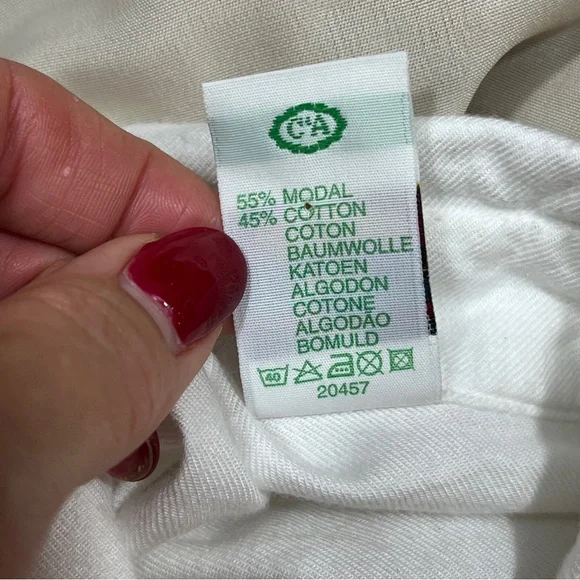 C&A
55% MODAL
45% COTTON
COTON
BAUMWOLLE
KATOEN
ALGODON
COTONE
ALGODÃO
BOMULD
40
20457